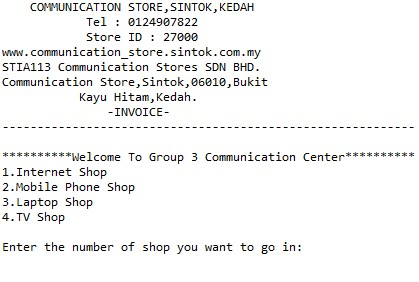 COMMUNICATION STORE,SINTOK,KEDAH
Tel : 0124907822
Store ID : 27000
www.communication_store.sintok.com.my
STIA113 Communication Stores SDN BHD.
Communication Store,Sintok,06010,Bukit
Kayu Hitam,Kedah.
-INVOICE-
--------------------------------------------------------------
**********Welcome To Group 3 Communication Center**********
1.Internet Shop
2.Mobile Phone Shop
3.Laptop Shop
4.TV Shop
Enter the number of shop you want to go in: